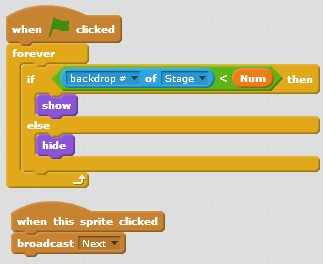 when clicked
forever
if backdrop # of Stage < Num then
show
else
hide
when this sprite clicked
broadcast Next